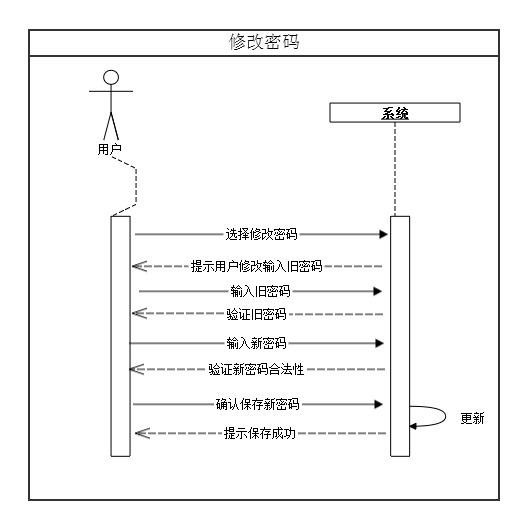 修改密码
系统
用户
选择修改密码
提示用户修改输入旧密码
输入旧密码
验证旧密码
输入新密码
验证新密码合法性
确认保存新密码
更新
提示保存成功